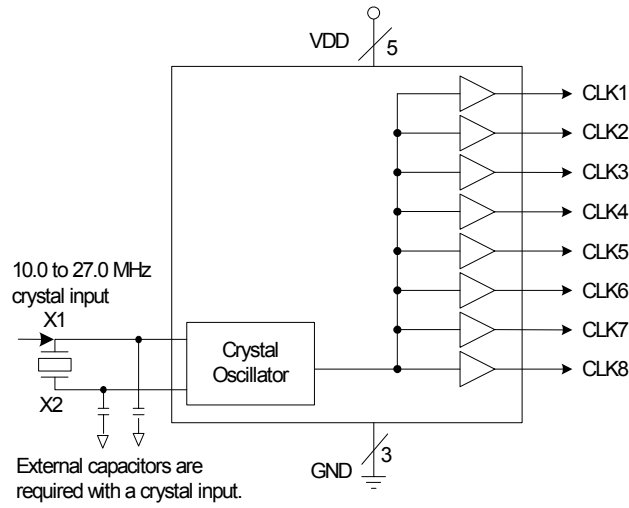 VDD
5
CLK1
CLK2
CLK3
CLK4
CLK5
CLK6
CLK7
CLK8
10.0 to 27.0 MHz
crystal input
X1
X2
Crystal
Oscillator
External capacitors are
required with a crystal input.
GND
3